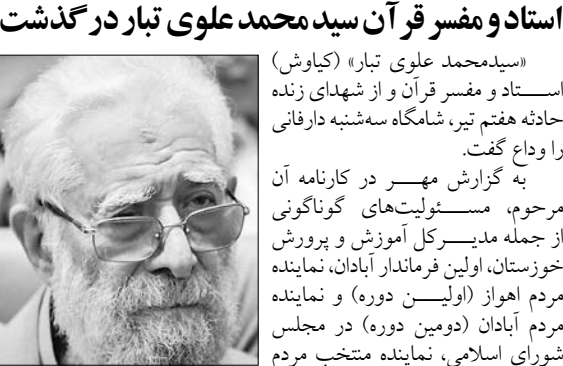 استاد و مفسر قرآن سید محمد علوی تبار در گذشت
«سیدمحمد علوی تبار» (کیاوش)
استاد و مفسر قرآن و از شهدای زنده
حادثه هفتم تیر، شامگاه سه‌شنبه دارفانی
را وداع گفت.
به گزارش مهر در کارنامه آن
مرحوم، مسئولیت‌های گوناگونی
از جمله مدیرکل آموزش و پرورش
خوزستان، اولین فرماندار آبادان، نماینده
مردم اهواز (اولین دوره) و نماینده
مردم آبادان (دومین دوره) در مجلس
شورای اسلامی، نماینده منتخب مردم